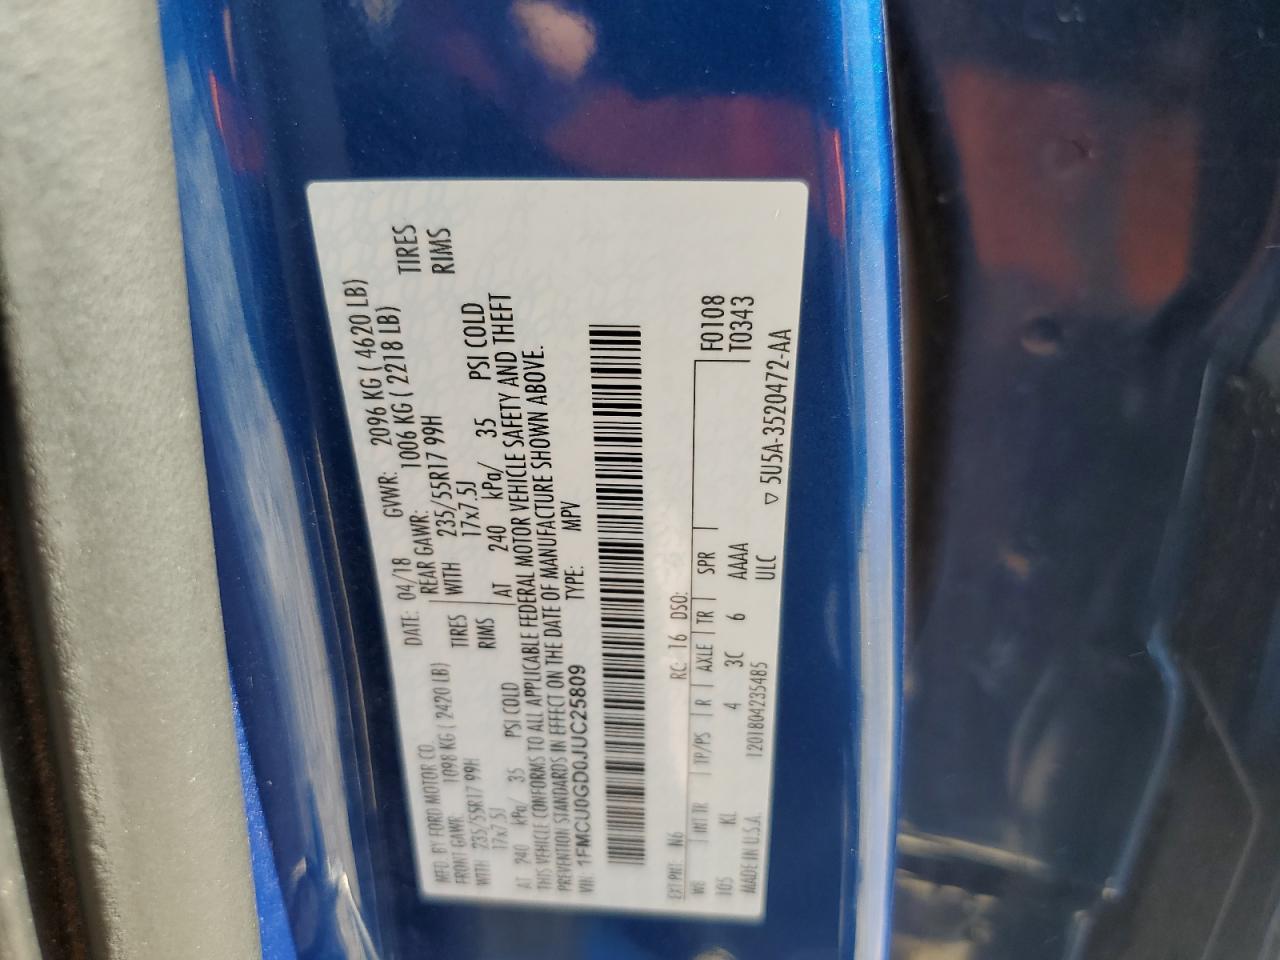 MFD. BY FORD MOTOR CO.
DATE: 04/18 GVWR: 2096 KG ( 4620 LB)
FRONT GAWR: 1098 KG ( 2420 LB) REAR GAWR: 1006 KG ( 2218 LB)
WITH 235/55R17 99H TIRES WITH 235/55R17 99H TIRES
17x7.5J RIMS 17x7.5J RIMS
AT 240 kPa/ 35 PSI COLD AT 240 kPa/ 35 PSI COLD
THIS VEHICLE CONFORMS TO ALL APPLICABLE FEDERAL MOTOR VEHICLE SAFETY AND THEFT
PREVENTION STANDARDS IN EFFECT ON THE DATE OF MANUFACTURE SHOWN ABOVE.
VIN: 1FMCU0GD0JUC25809 TYPE: MPV
EXT PNT: N6 RC: 16 DSO:
WB INT TR TP/PS R AXLE TR SPR F0108
105 KL 4 3C 6 AAAA T0343
MADE IN U.S.A. 1201804235485 ULC ▽ 5U5A-3520472-AA